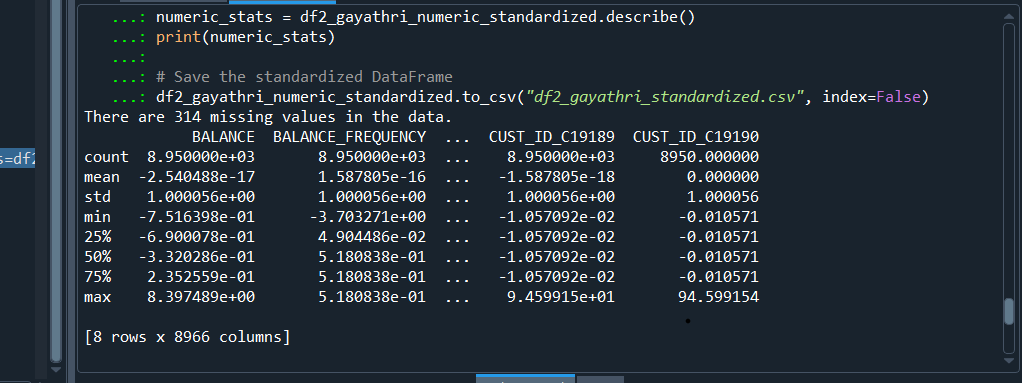 ...: numeric_stats = df2_gayathri_numeric_standardized.describe()
...: print(numeric_stats)
...:
...: # Save the standardized DataFrame
...: df2_gayathri_numeric_standardized.to_csv("df2_gayathri_standardized.csv", index=False)
There are 314 missing values in the data.
BALANCE BALANCE_FREQUENCY ... CUST_ID_C19189 CUST_ID_C19190
count 8.950000e+03 8.950000e+03 ... 8.950000e+03 8950.000000
s=df2
mean -2.540488e-17 1.587805e-16 ... -1.587805e-18 0.000000
std 1.000056e+00 1.000056e+00 ... 1.000056e+00 1.000056
min -7.516398e-01 -3.703271e+00 ... -1.057092e-02 -0.010571
25% -6.900078e-01 4.904486e-02 ... -1.057092e-02 -0.010571
50% -3.320286e-01 5.180838e-01 ... -1.057092e-02 -0.010571
75% 2.352559e-01 5.180838e-01 ... -1.057092e-02 -0.010571
max 8.397489e+00 5.180838e-01 ... 9.459915e+01 94.599154
[8 rows x 8966 columns]